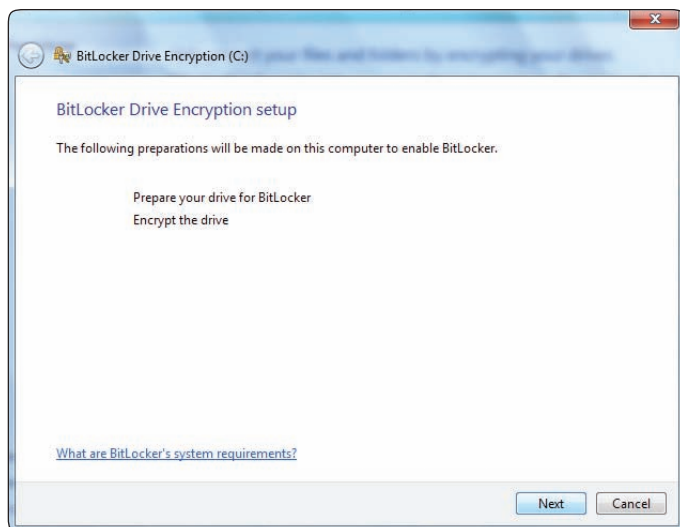 BitLocker Drive Encryption (C:)
BitLocker Drive Encryption setup
The following preparations will be made on this computer to enable BitLocker.
Prepare your drive for BitLocker
Encrypt the drive
What are BitLocker's system requirements?
Next Cancel